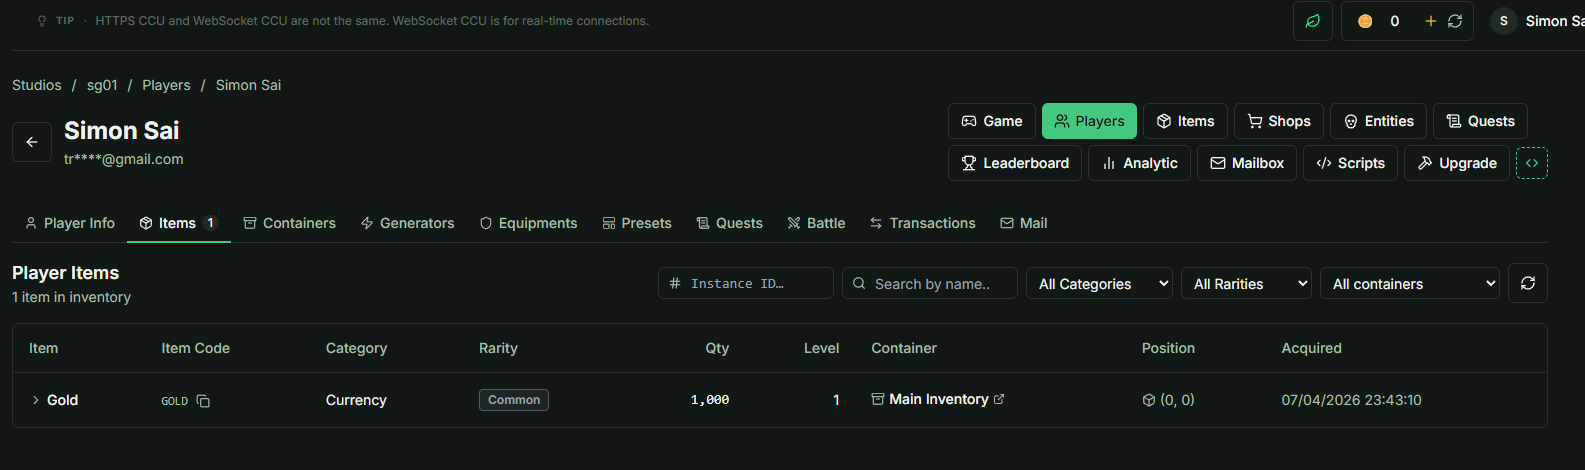 TIP · HTTPS CCU and WebSocket CCU are not the same. WebSocket CCU is for real-time connections.
0
S Simon Sa
Studios / sg01 / Players / Simon Sai
Simon Sai
tr****@gmail.com
Game Players Items Shops Entities Quests
Leaderboard Analytic Mailbox Scripts Upgrade
Player Info Items 1 Containers Generators Equipments Presets Quests Battle Transactions Mail
Player Items
1 item in inventory
# Instance ID… Search by name.. All Categories All Rarities All containers
Item Item Code Category Rarity Qty Level Container Position Acquired
Gold GOLD Currency Common 1,000 1 Main Inventory (0, 0) 07/04/2026 23:43:10